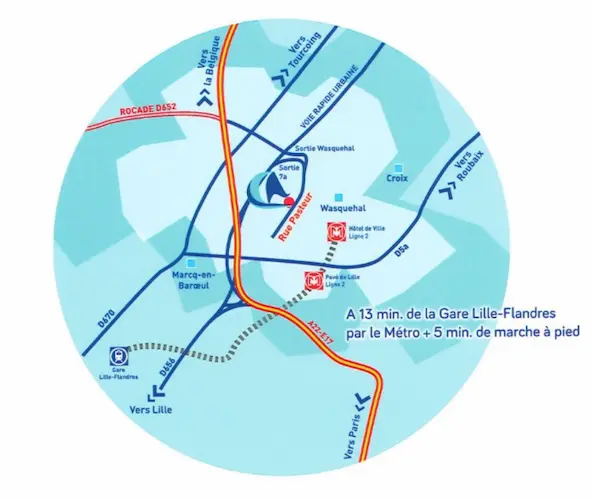 Vers
la Belgique
Vers
Tourcoing
VOIE RAPIDE URBAINE
ROCADE D652
Sortie Wasquehal
Sortie
7a
Vers
Roubaix
Croix
Rue Pasteur
Wasquehal
Hôtel de Ville
Ligne 2
D5a
Marcq-en-
Barœul
Pavé de Lille
Ligne 2
D670
A22-E17
A 13 min. de la Gare Lille-Flandres
par le Métro + 5 min. de marche à pied
Gare
Lille-Flandres
D656
Vers Lille
Vers Paris